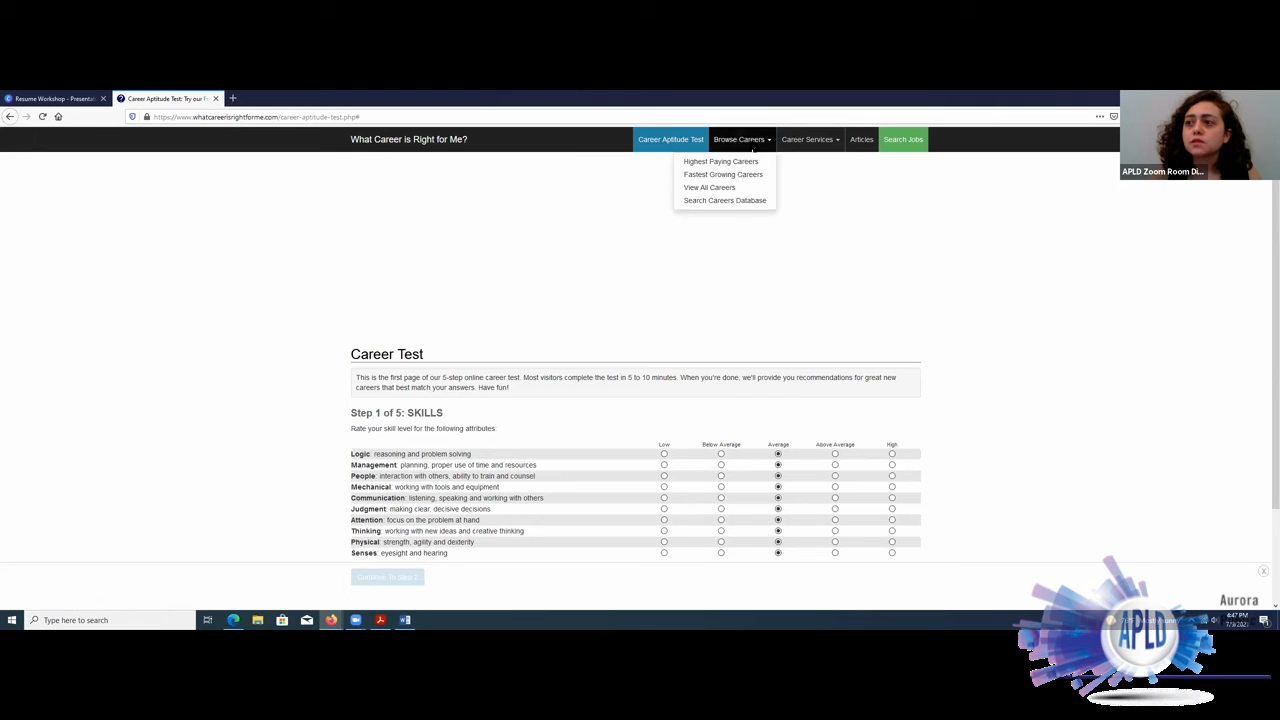 Resume Workshop - Presentati
Career Aptitude Test: Try our Fr
https://www.whatcareerisrightforme.com/career-aptitude-test.php#
What Career is Right for Me?
Career Aptitude Test
Browse Careers
Career Services
Articles
Search Jobs
APLD Zoom Room Di...
Highest Paying Careers
Fastest Growing Careers
View All Careers
Search Careers Database
Career Test
This is the first page of our 5-step online career test. Most visitors complete the test in 5 to 10 minutes. When you're done, we'll provide you recommendations for great new
careers that best match your answers. Have fun!
Step 1 of 5: SKILLS
Rate your skill level for the following attributes:
Low Below Average Average Above Average High
Logic: reasoning and problem solving
Management: planning, proper use of time and resources
People: interaction with others, ability to train and counsel
Mechanical: working with tools and equipment
Communication: listening, speaking and working with others
Judgment: making clear, decisive decisions
Attention: focus on the problem at hand
Thinking: working with new ideas and creative thinking
Physical: strength, agility and dexterity
Senses: eyesight and hearing
Continue To Step 2
X
Aurora
Type here to search
4:47 PM
APLD